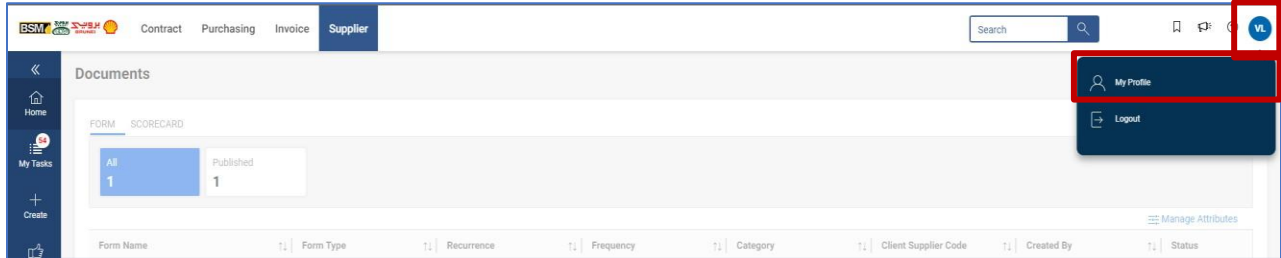 BSM Contract Purchasing Invoice Supplier Search VL
Documents
My Profile
Home
Logout
FORM SCORECARD
54
My Tasks
All Published
1 1
Create
Manage Attributes
Form Name Form Type Recurrence Frequency Category Client Supplier Code Created By Status